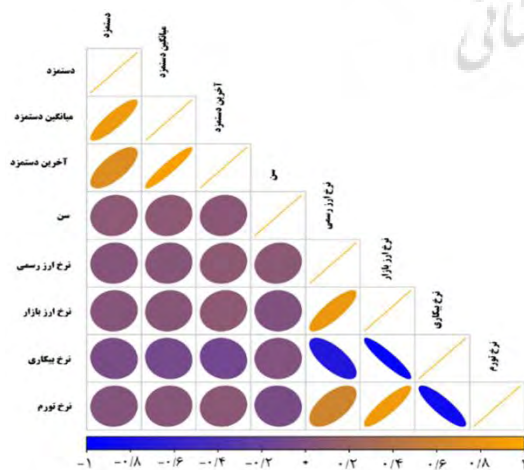 دستمزد
میانگین دستمزد
آخرین دستمزد
سن
نرخ ارز رسمی
نرخ ارز بازار
نرخ بیکاری
نرخ تورم
دستمزد
میانگین دستمزد
آخرین دستمزد
سن
نرخ ارز رسمی
نرخ ارز بازار
نرخ بیکاری
نرخ تورم
-۱ -۰/۸ -۰/۶ -۰/۴ -۰/۲ ۰ ۰/۲ ۰/۴ ۰/۶ ۰/۸ ۱